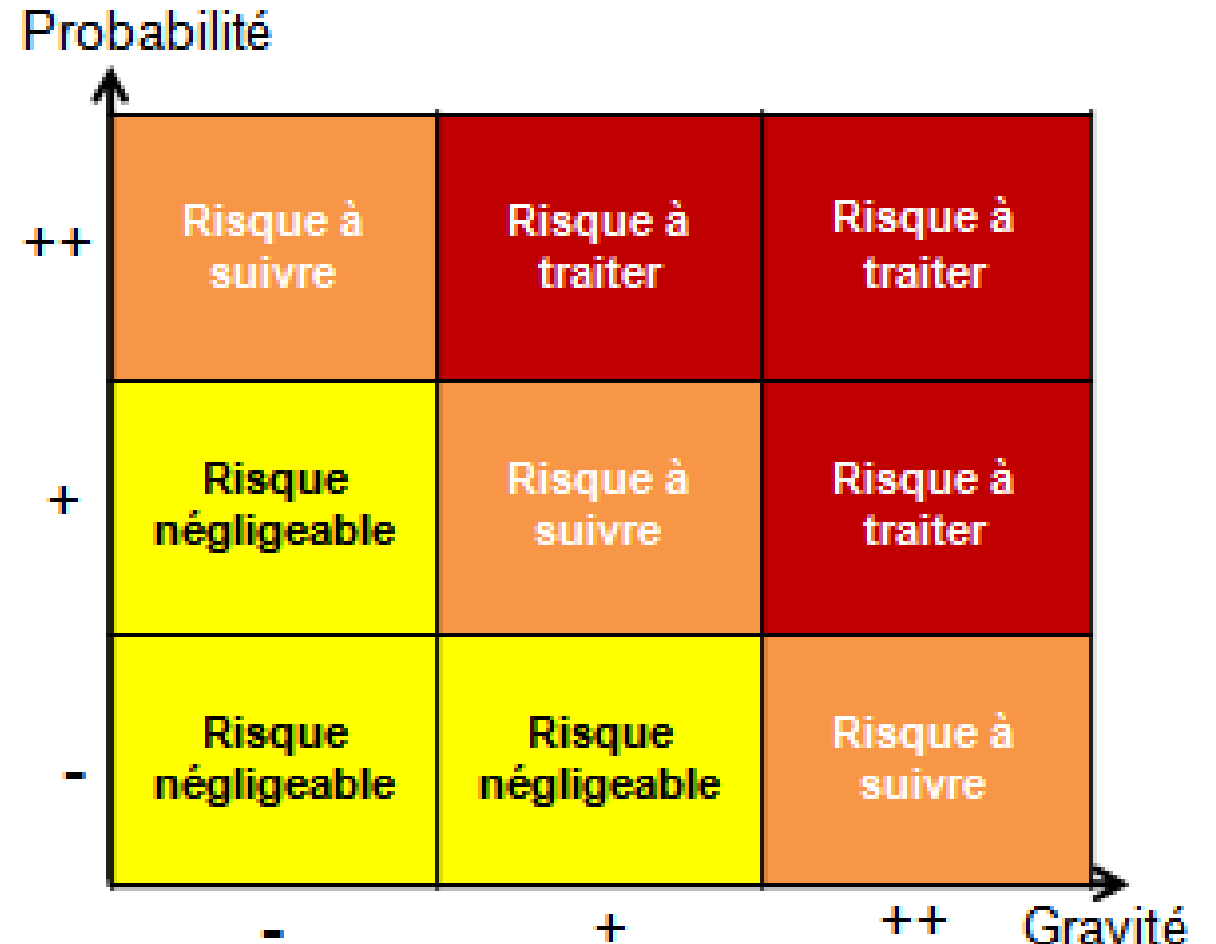 Probabilité
++
Risque à
suivre
Risque à
traiter
Risque à
traiter
+
Risque
négligeable
Risque à
suivre
Risque à
traiter
-
Risque
négligeable
Risque
négligeable
Risque à
suivre
-
+
++
Gravité